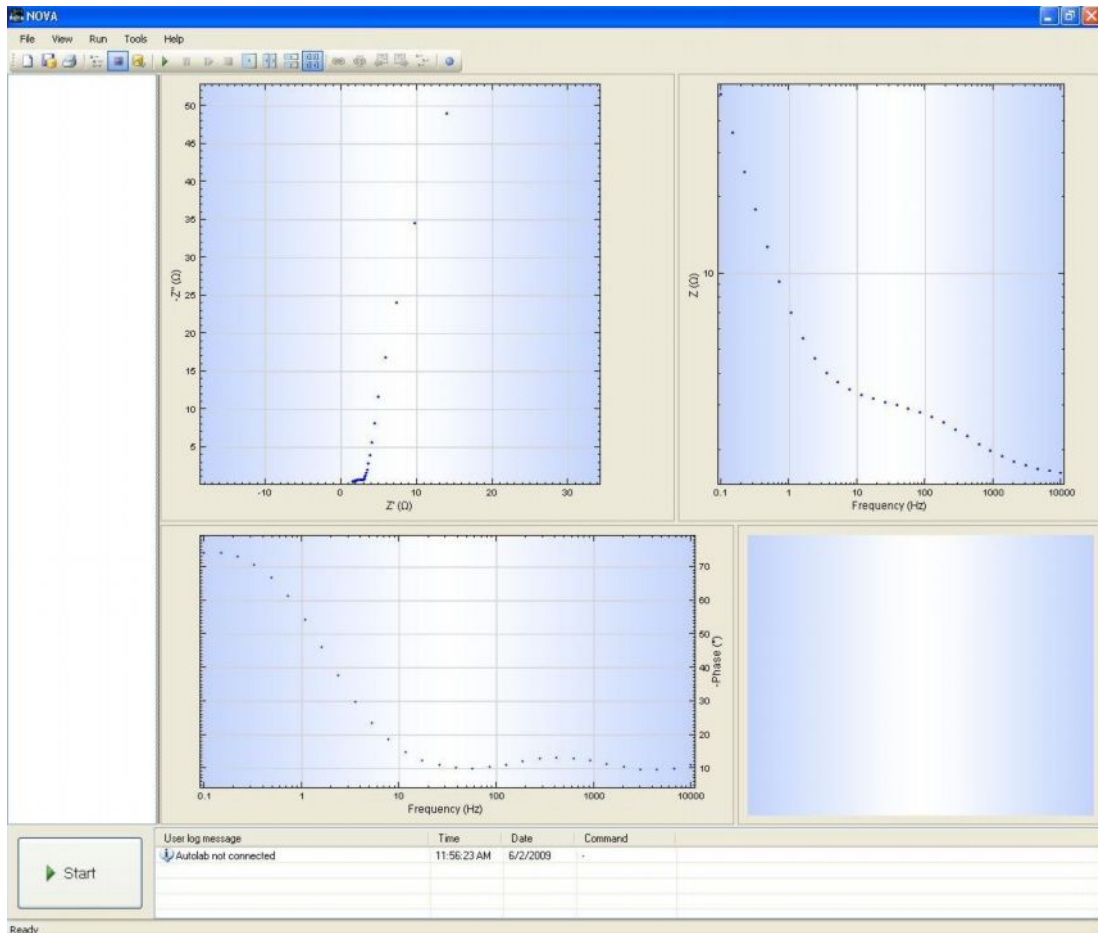 NOVA
File View Run Tools Help
50
45
40
35
30
25
20
15
10
5
-Z'' (Ω)
-10 0 10 20 30
Z' (Ω)
10
Z (Ω)
0.1 1 10 100 1000 10000
Frequency (Hz)
70
60
50
40
30
20
10
-Phase (°)
0.1 1 10 100 1000 10000
Frequency (Hz)
Start
User log message Time Date Command
Autolab not connected 11:56:23 AM 6/2/2009 -
Ready